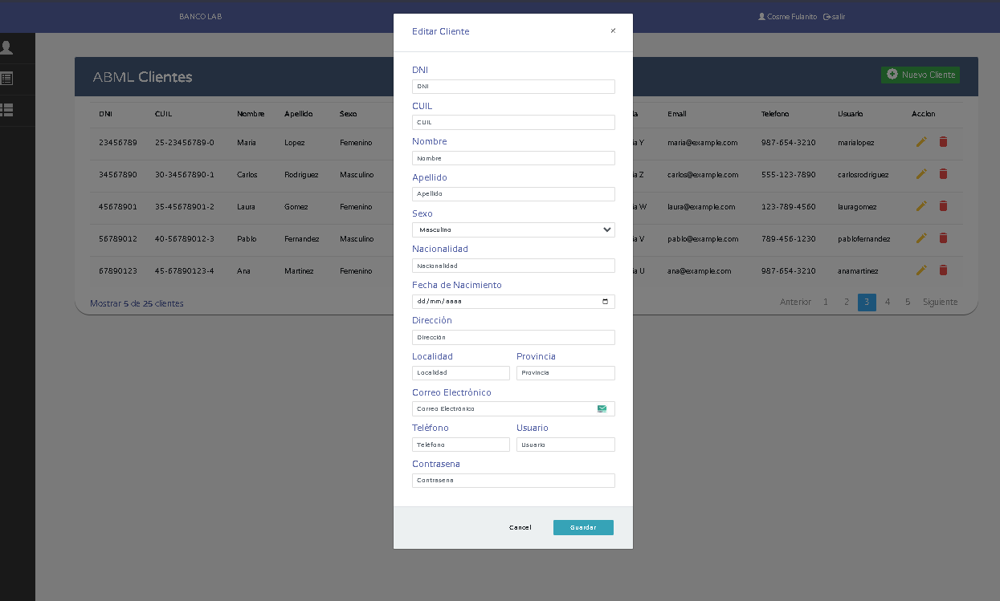 BANCO LAB
Cosme Fulanito salir
ABML Clientes
Nuevo Cliente
DNI CUIL Nombre Apellido Sexo Email Telefono Usuario Accion
23456789 25-23456789-0 Maria Lopez Femenino ia Y maria@example.com 987-654-3210 marialopez
34567890 30-34567890-1 Carlos Rodriguez Masculino ia Z carlos@example.com 555-123-7890 carlosrodriguez
45678901 35-45678901-2 Laura Gomez Femenino ia W laura@example.com 123-789-4560 lauragomez
56789012 40-56789012-3 Pablo Fernandez Masculino ia V pablo@example.com 789-456-1230 pablofernandez
67890123 45-67890123-4 Ana Martinez Femenino ia U ana@example.com 987-654-3210 anamartinez
Mostrar 5 de 25 clientes
Anterior 1 2 3 4 5 Siguiente
Editar Cliente ×
DNI
DNI
CUIL
CUIL
Nombre
Nombre
Apellido
Apellido
Sexo
Masculino
Nacionalidad
Nacionalidad
Fecha de Nacimiento
dd/mm/aaaa
Dirección
Dirección
Localidad Provincia
Localidad Provincia
Correo Electrónico
Correo Electrónico
Teléfono Usuario
Teléfono Usuario
Contrasena
Contrasena
Cancel Guardar